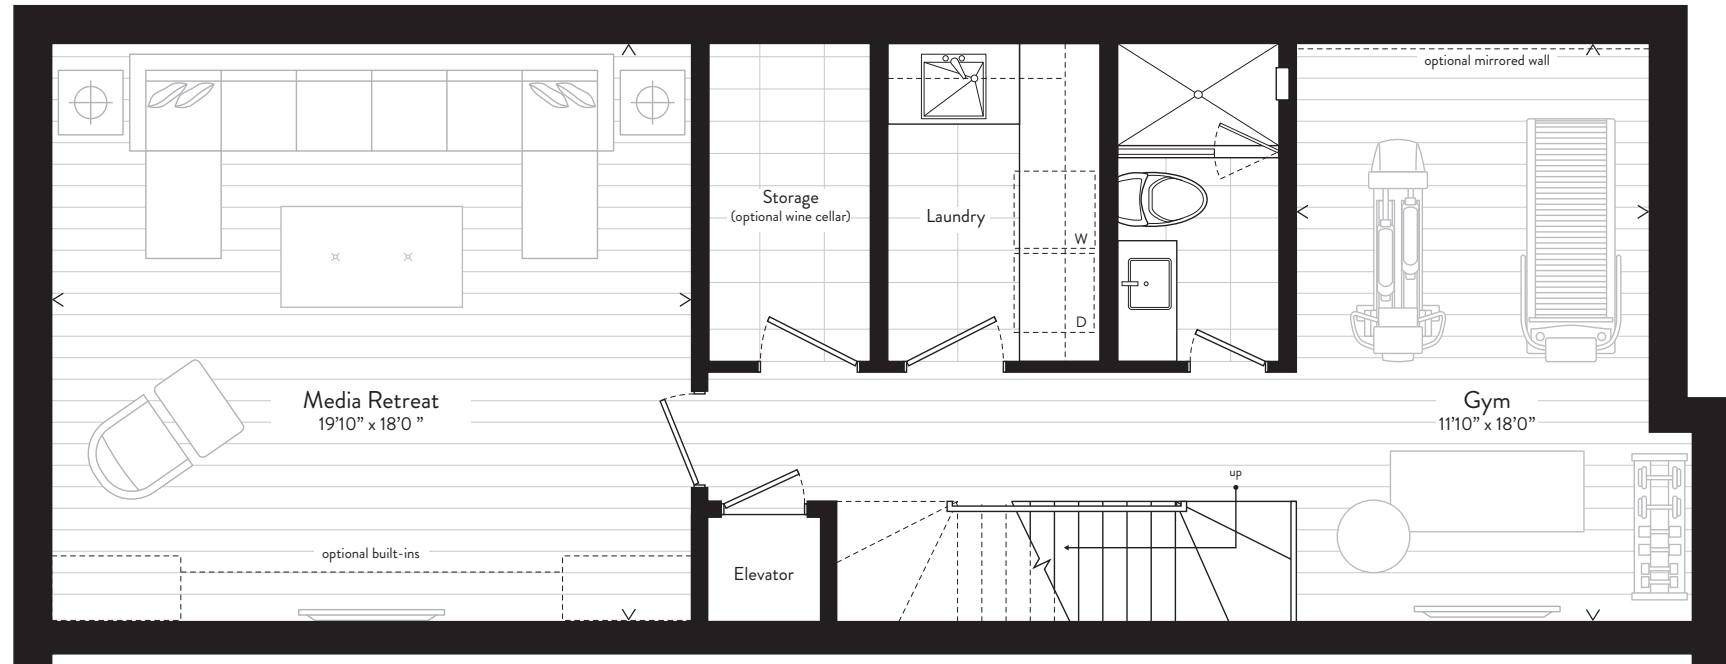 optional mirrored wall
Storage
(optional wine cellar)
Laundry
W
D
Media Retreat
19'10” x 18'0 ”
Gym
11'10” x 18'0”
up
optional built-ins
Elevator